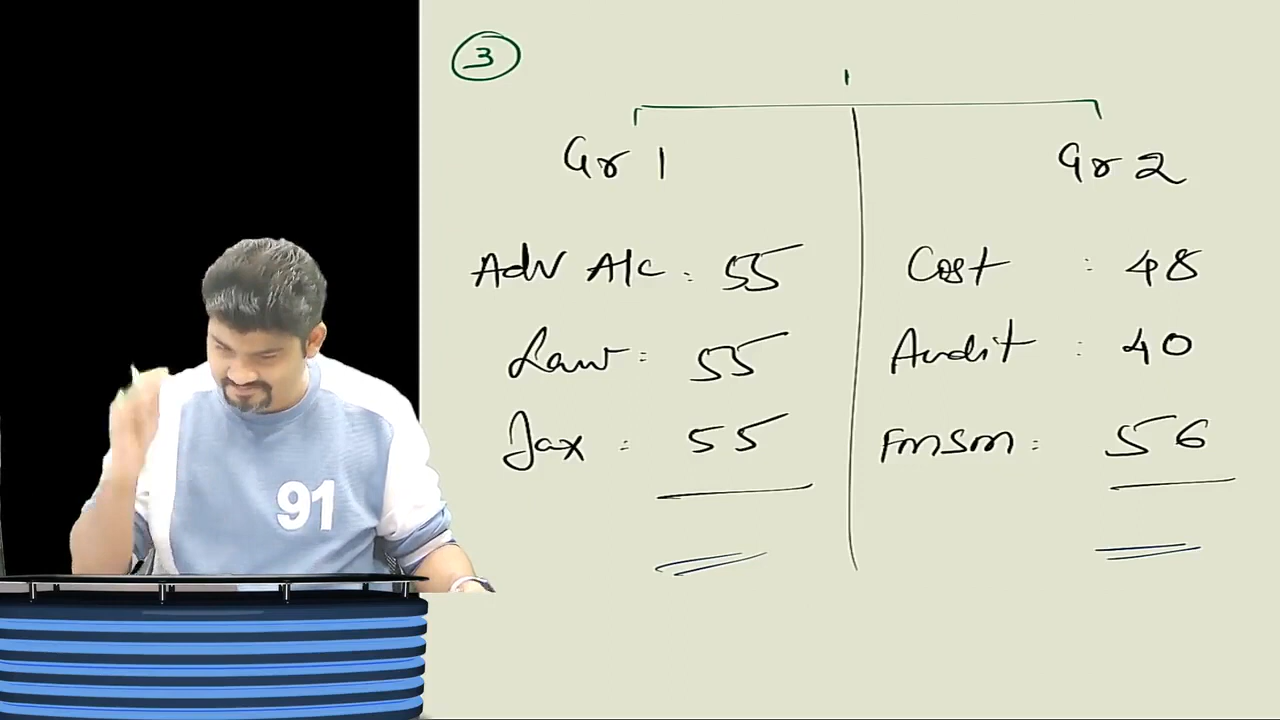 3
Gr 1
Gr 2
Adv A/c : 55
Cost : 48
Law : 55
Audit : 40
Tax : 55
FMSM : 56
91